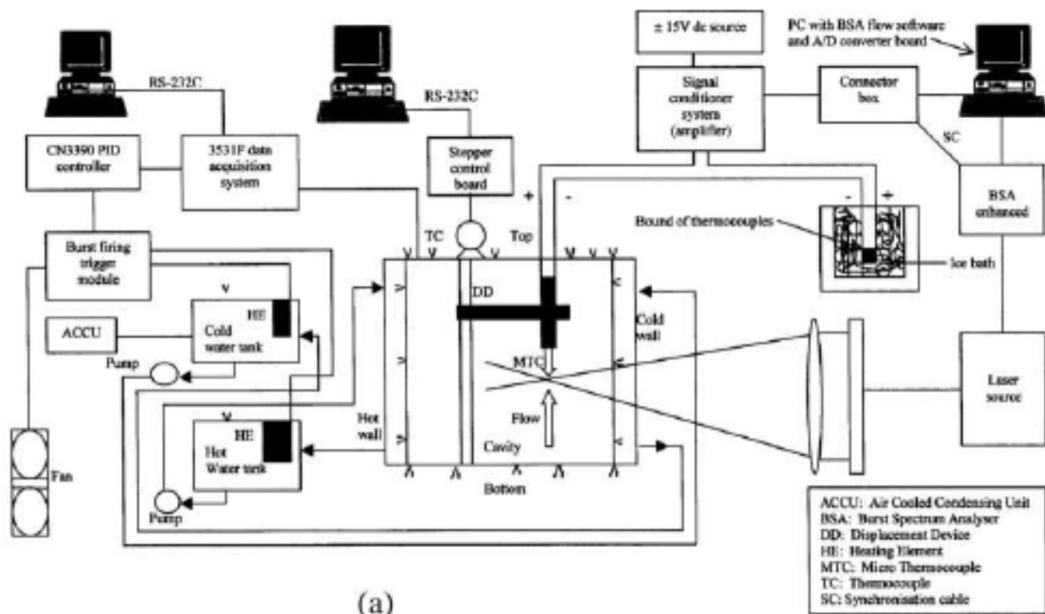 ± 15V dc source
PC with BSA flow software
and A/D converter board
RS-232C
RS-232C
Signal
conditioner
system
(amplifier)
Connector
box
SC
CN3390 PID
controller
3531F data
acquisition
system
Stepper
control
board
BSA
enhanced
+
-
-
+
Bound of thermocouples
Ice bath
Burst firing
trigger
module
TC
Top
DD
HE
Cold
water tank
ACCU
Pump
Cold
wall
MTC
Laser
source
Hot
wall
Flow
HE
Hot
Water tank
Cavity
Fan
Pump
Bottom
ACCU: Air Cooled Condensing Unit
BSA: Burst Spectrum Analyser
DD: Displacement Device
HE: Heating Element
MTC: Micro Thermocouple
TC: Thermocouple
SC: Synchronisation cable
(a)